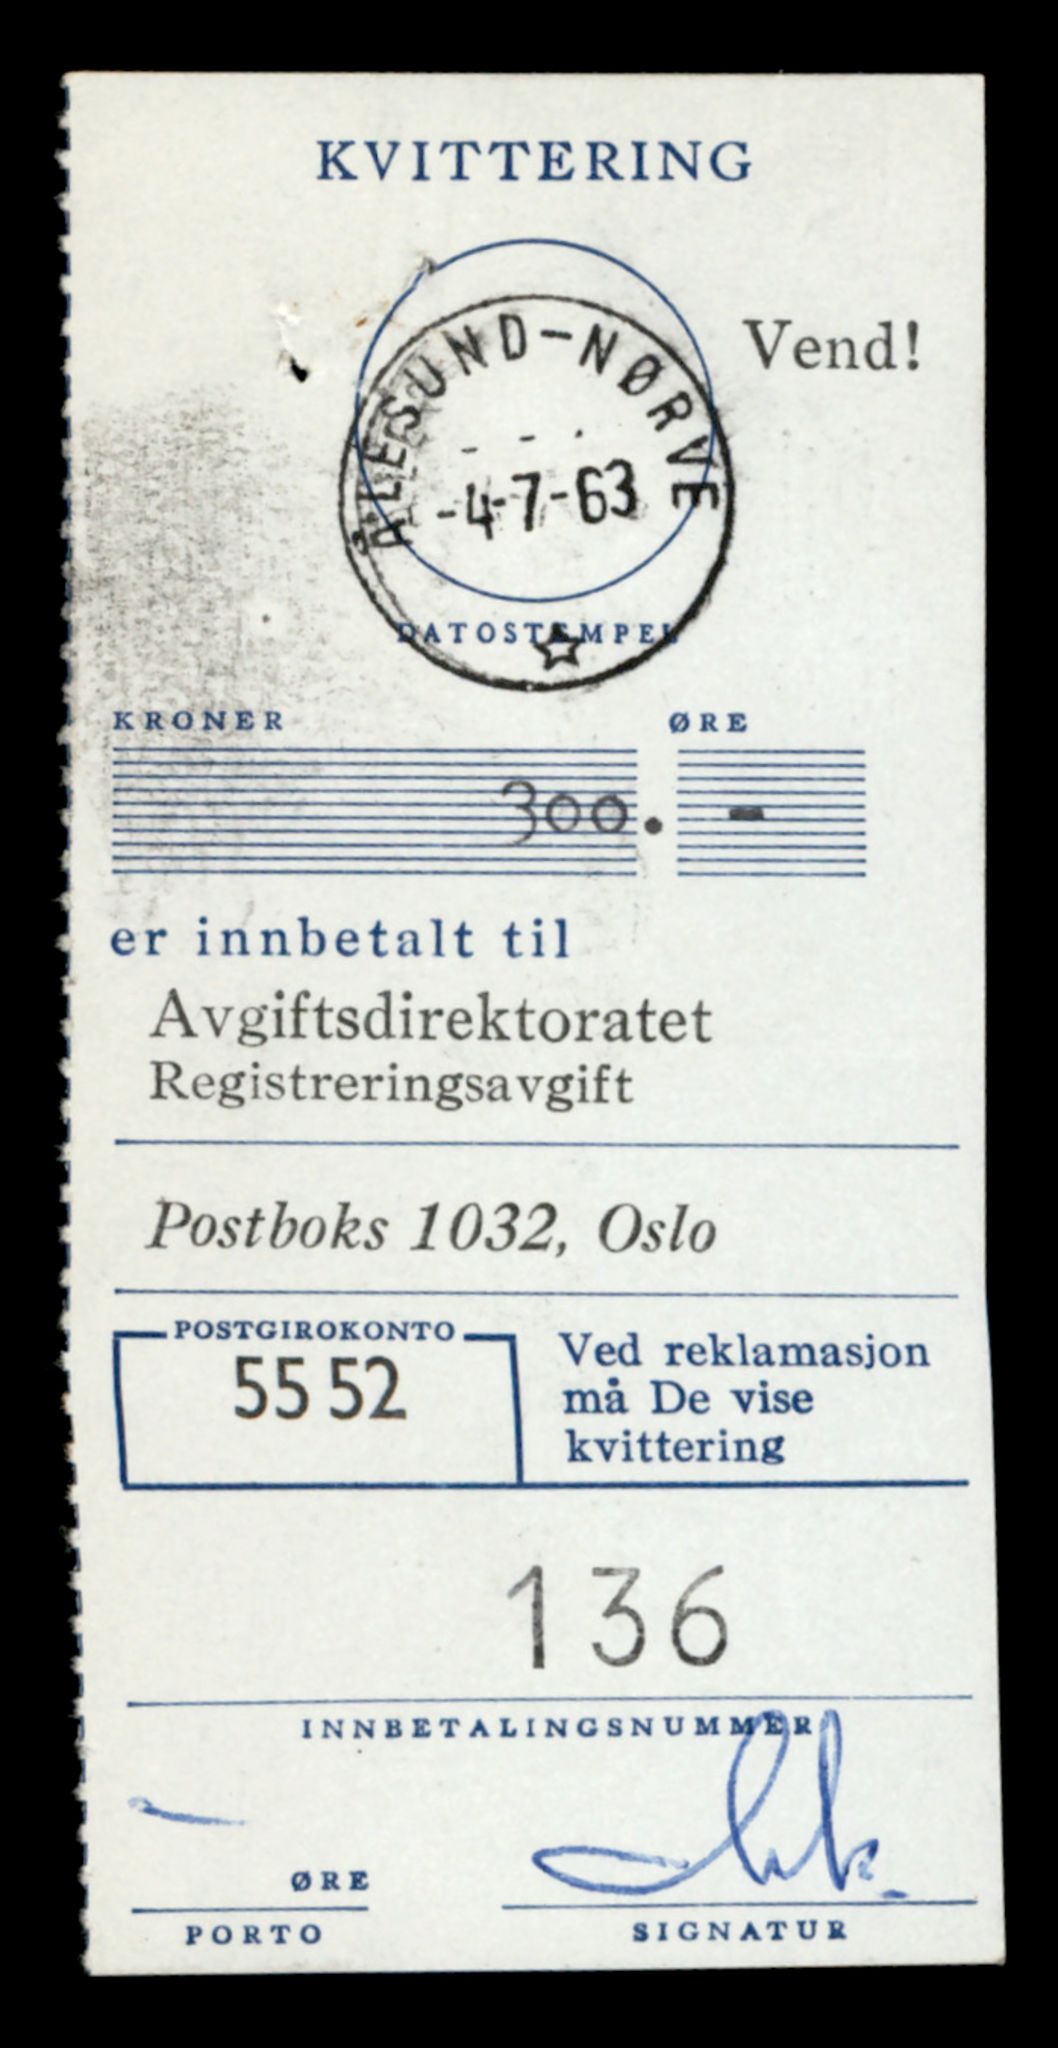 KVITTERING
Vend!
ÅLESUND-NØRVE
-4-7-63
DATOSTEMPEL
KRONER ØRE
300. -
er innbetalt til
Avgiftsdirektoratet
Registreringsavgift
Postboks 1032, Oslo
POSTGIROKONTO
55 52
Ved reklamasjon
må De vise
kvittering
136
INNBETALINGSNUMMER
ØRE
PORTO
SIGNATUR